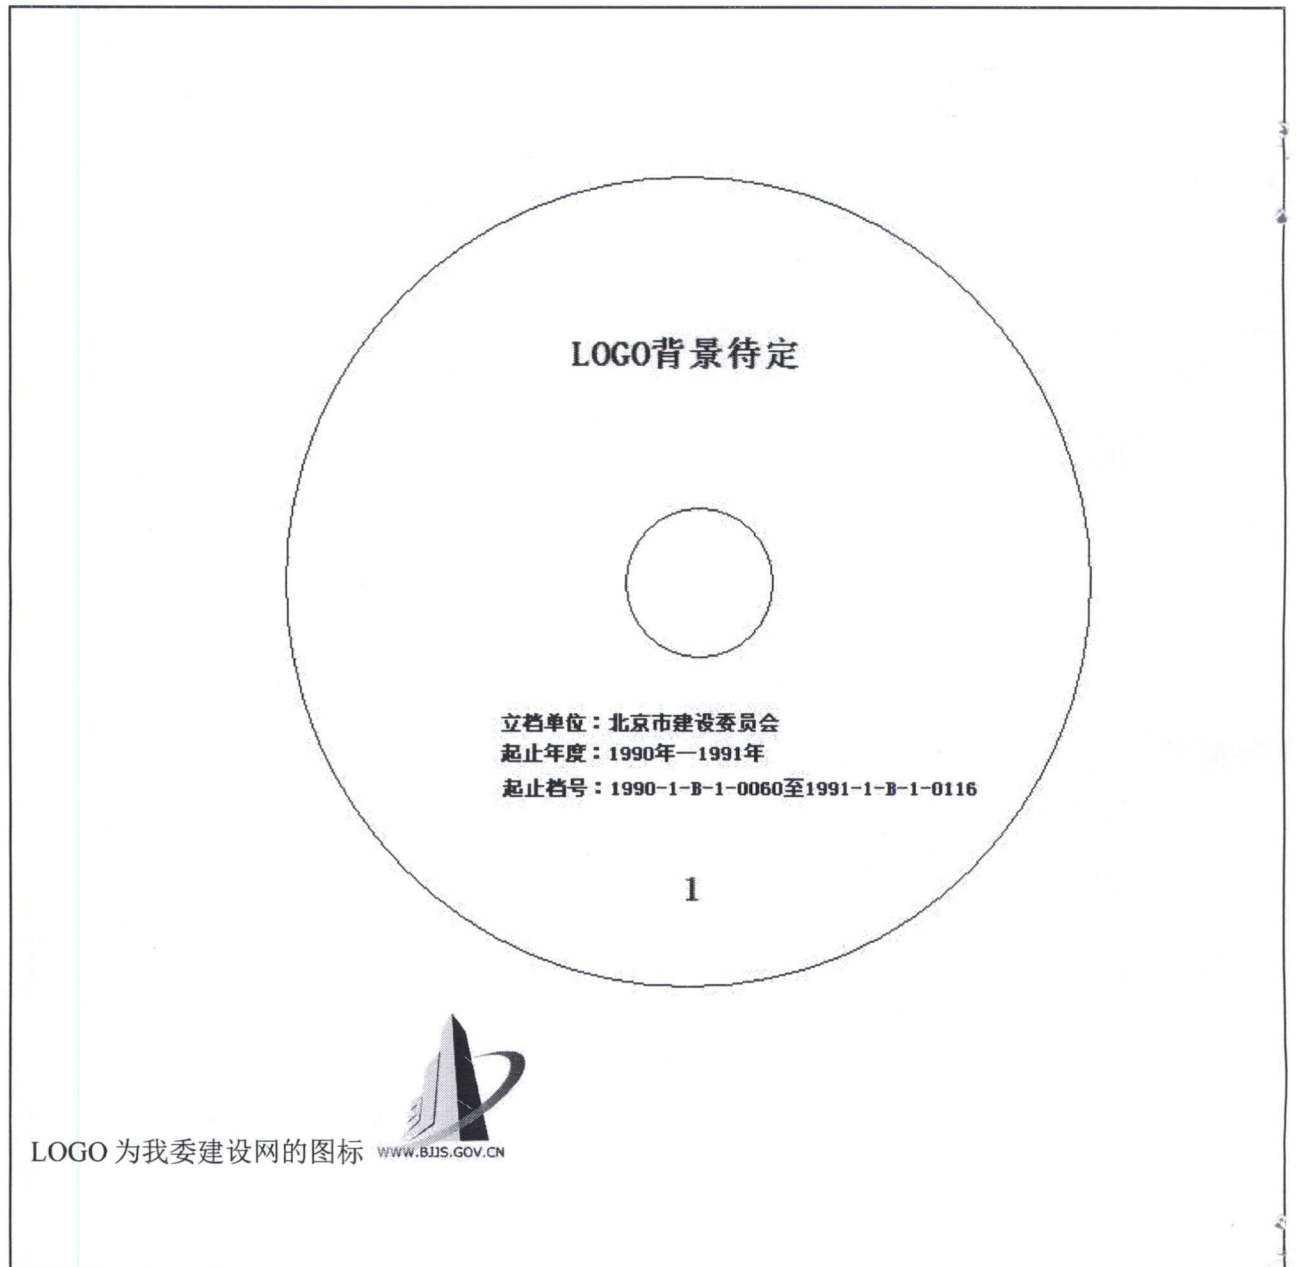 LOGO背景待定
立档单位：北京市建设委员会
起止年度：1990年—1991年
起止档号：1990-1-B-1-0060至1991-1-B-1-0116
1
LOGO 为我委建设网的图标
WWW.BJJS.GOV.CN